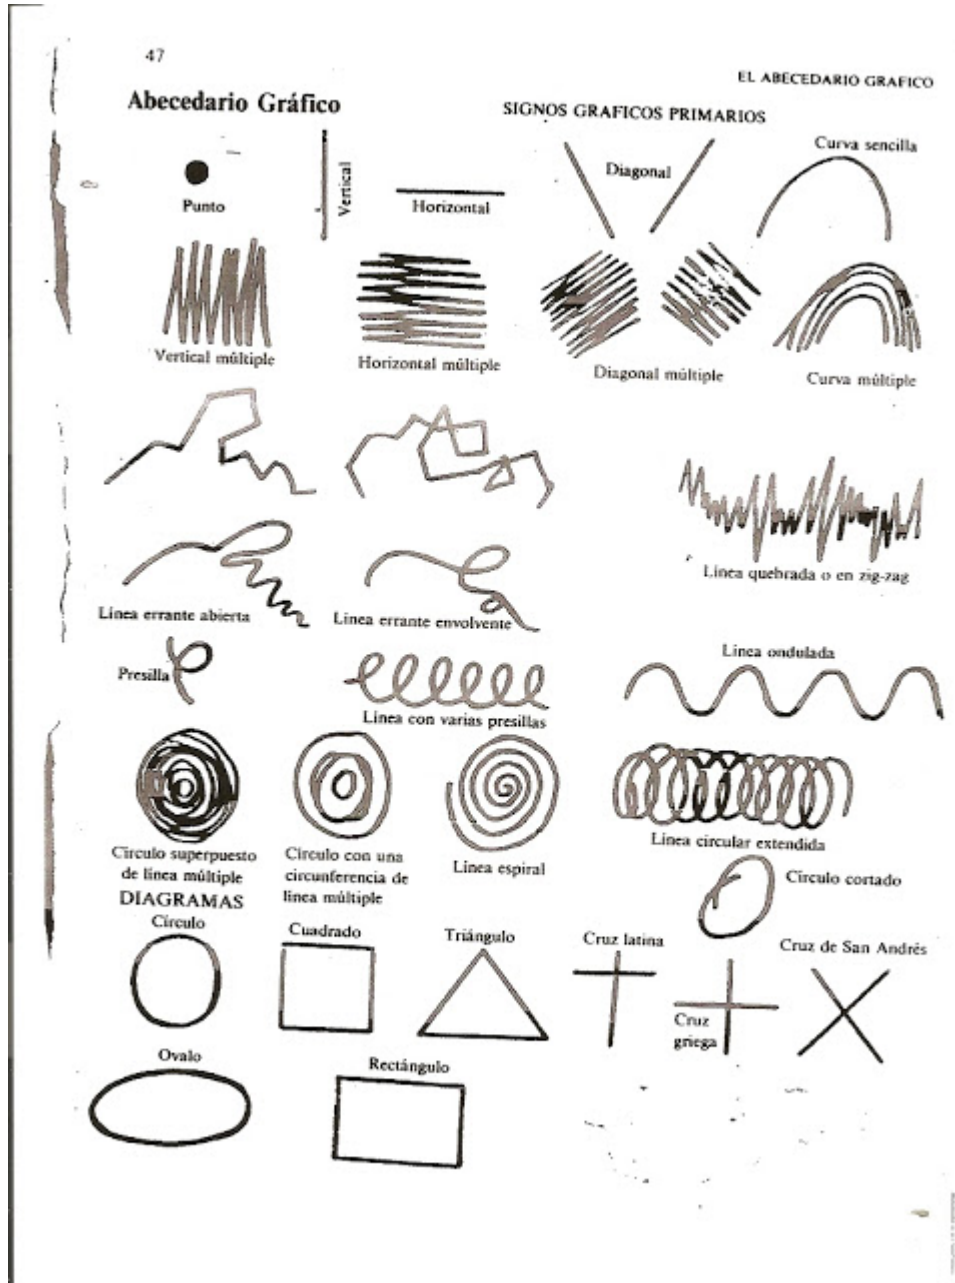 47
EL ABECEDARIO GRAFICO
Abecedario Gráfico
SIGNOS GRAFICOS PRIMARIOS
Punto
Vertical
Horizontal
Diagonal
Curva sencilla
Vertical múltiple
Horizontal múltiple
Diagonal múltiple
Curva múltiple
Línea quebrada o en zig-zag
Línea errante abierta
Línea errante envolvente
Presilla
Línea con varias presillas
Línea ondulada
Círculo superpuesto
de línea múltiple
Círculo con una
circunferencia de
línea múltiple
Línea espiral
Línea circular extendida
Círculo cortado
DIAGRAMAS
Círculo
Cuadrado
Triángulo
Cruz latina
Cruz
griega
Cruz de San Andrés
Ovalo
Rectángulo